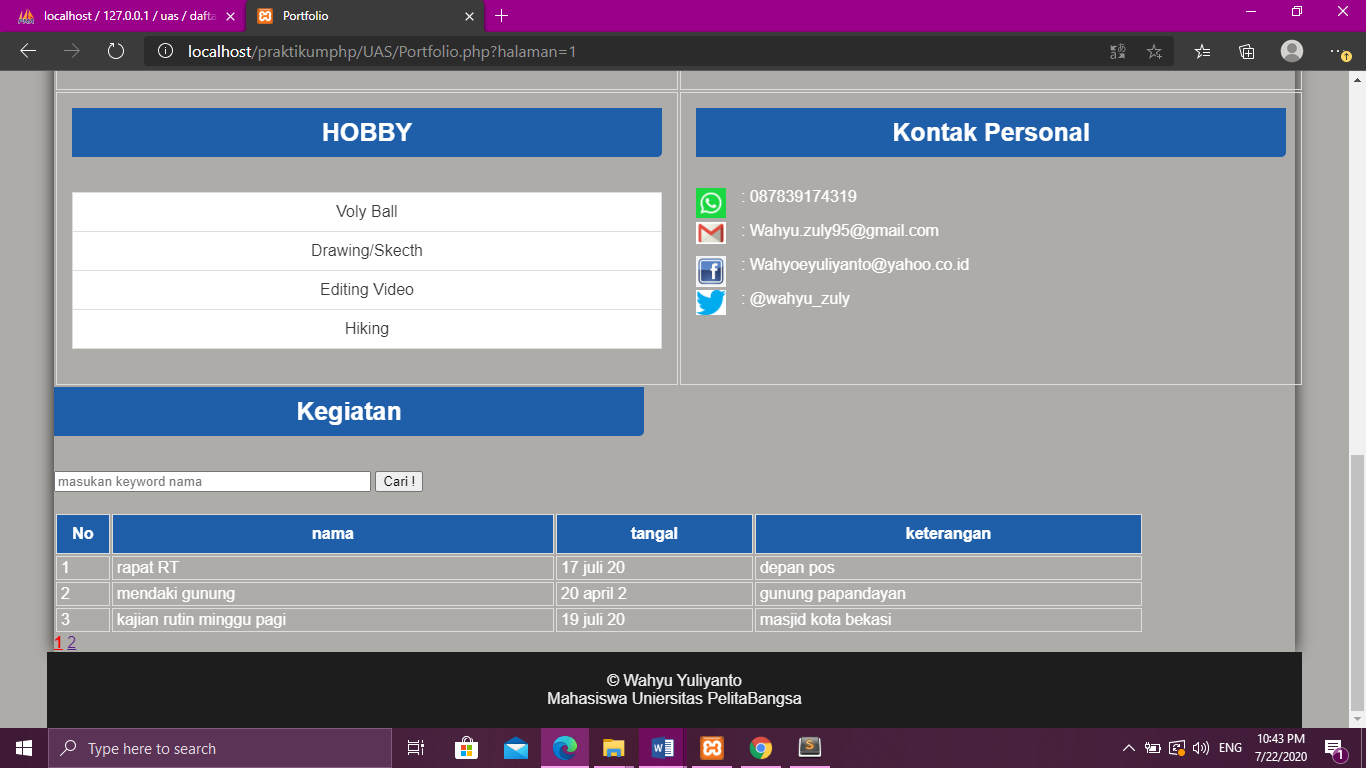 localhost / 127.0.0.1 / uas / dafta
Portfolio
localhost/praktikumphp/UAS/Portfolio.php?halaman=1
HOBBY
Voly Ball
Drawing/Skecth
Editing Video
Hiking
Kontak Personal
: 087839174319
: Wahyu.zuly95@gmail.com
: Wahyoeyuliyanto@yahoo.co.id
: @wahyu_zuly
Kegiatan
masukan keyword nama Cari !
No nama tangal keterangan
1 rapat RT 17 juli 20 depan pos
2 mendaki gunung 20 april 2 gunung papandayan
3 kajian rutin minggu pagi 19 juli 20 masjid kota bekasi
1 2
© Wahyu Yuliyanto
Mahasiswa Uniersitas PelitaBangsa
Type here to search
ENG
10:43 PM
7/22/2020
1